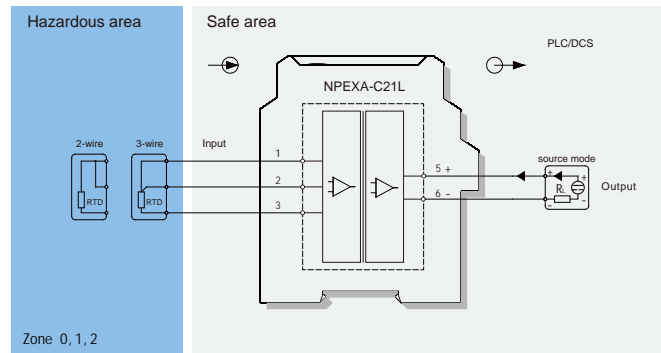 Hazardous area
Safe area
PLC/DCS
NPEXA-C21L
2-wire
3-wire
Input
1
2
3
5 +
6 -
source mode
+
+
RTD
RTD
RL
Output
-
-
Zone 0, 1, 2